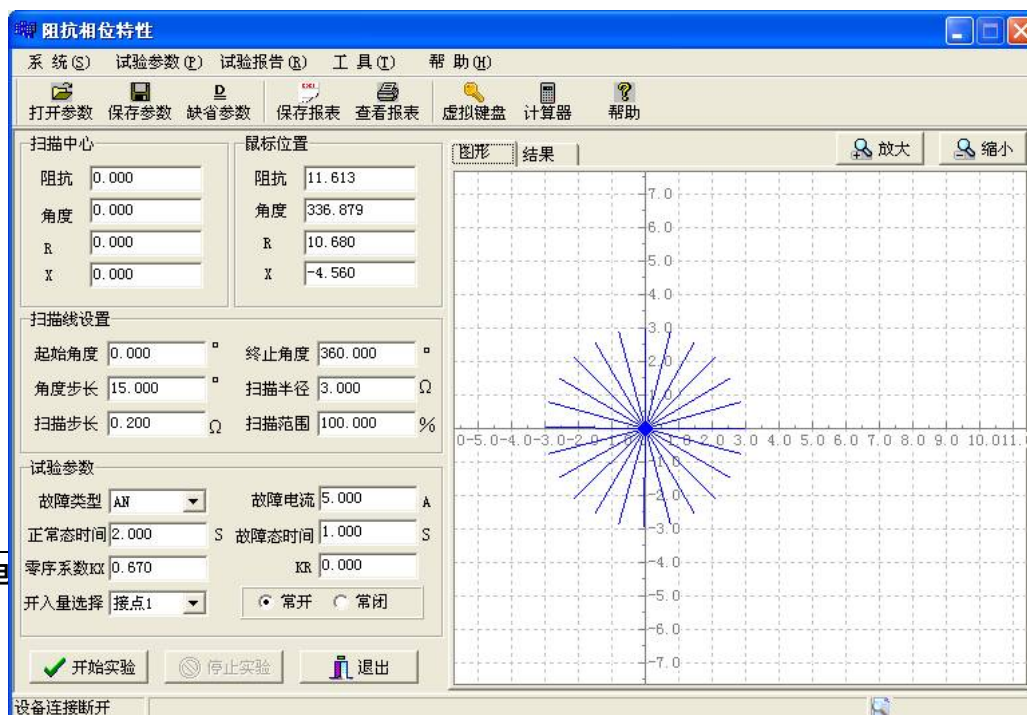 阻抗相位特性
系 统(S) 试验参数(P) 试验报告(R) 工 具(T) 帮 助(H)
打开参数 保存参数 缺省参数 保存报表 查看报表 虚拟键盘 计算器 帮助
扫描中心
阻抗 0.000
角度 0.000
R 0.000
X 0.000
鼠标位置
阻抗 11.613
角度 336.879
R 10.680
X -4.560
扫描线设置
起始角度 0.000 ° 终止角度 360.000 °
角度步长 15.000 ° 扫描半径 3.000 Ω
扫描步长 0.200 Ω 扫描范围 100.000 %
试验参数
故障类型 AN 故障电流 5.000 A
正常态时间 2.000 S 故障态时间 1.000 S
零序系数KX 0.670 KR 0.000
开入量选择 接点1 常开 常闭
开始实验 停止实验 退出
设备连接断开
图形 结果 放大 缩小
7.0
6.0
5.0
4.0
3.0
2.0
0-5.0-4.0-3.0-2.0 1.0 2.0 3.0 4.0 5.0 6.0 7.0 8.0 9.0 10.011.0
-1.0
-2.0
-3.0
-4.0
-5.0
-6.0
-7.0